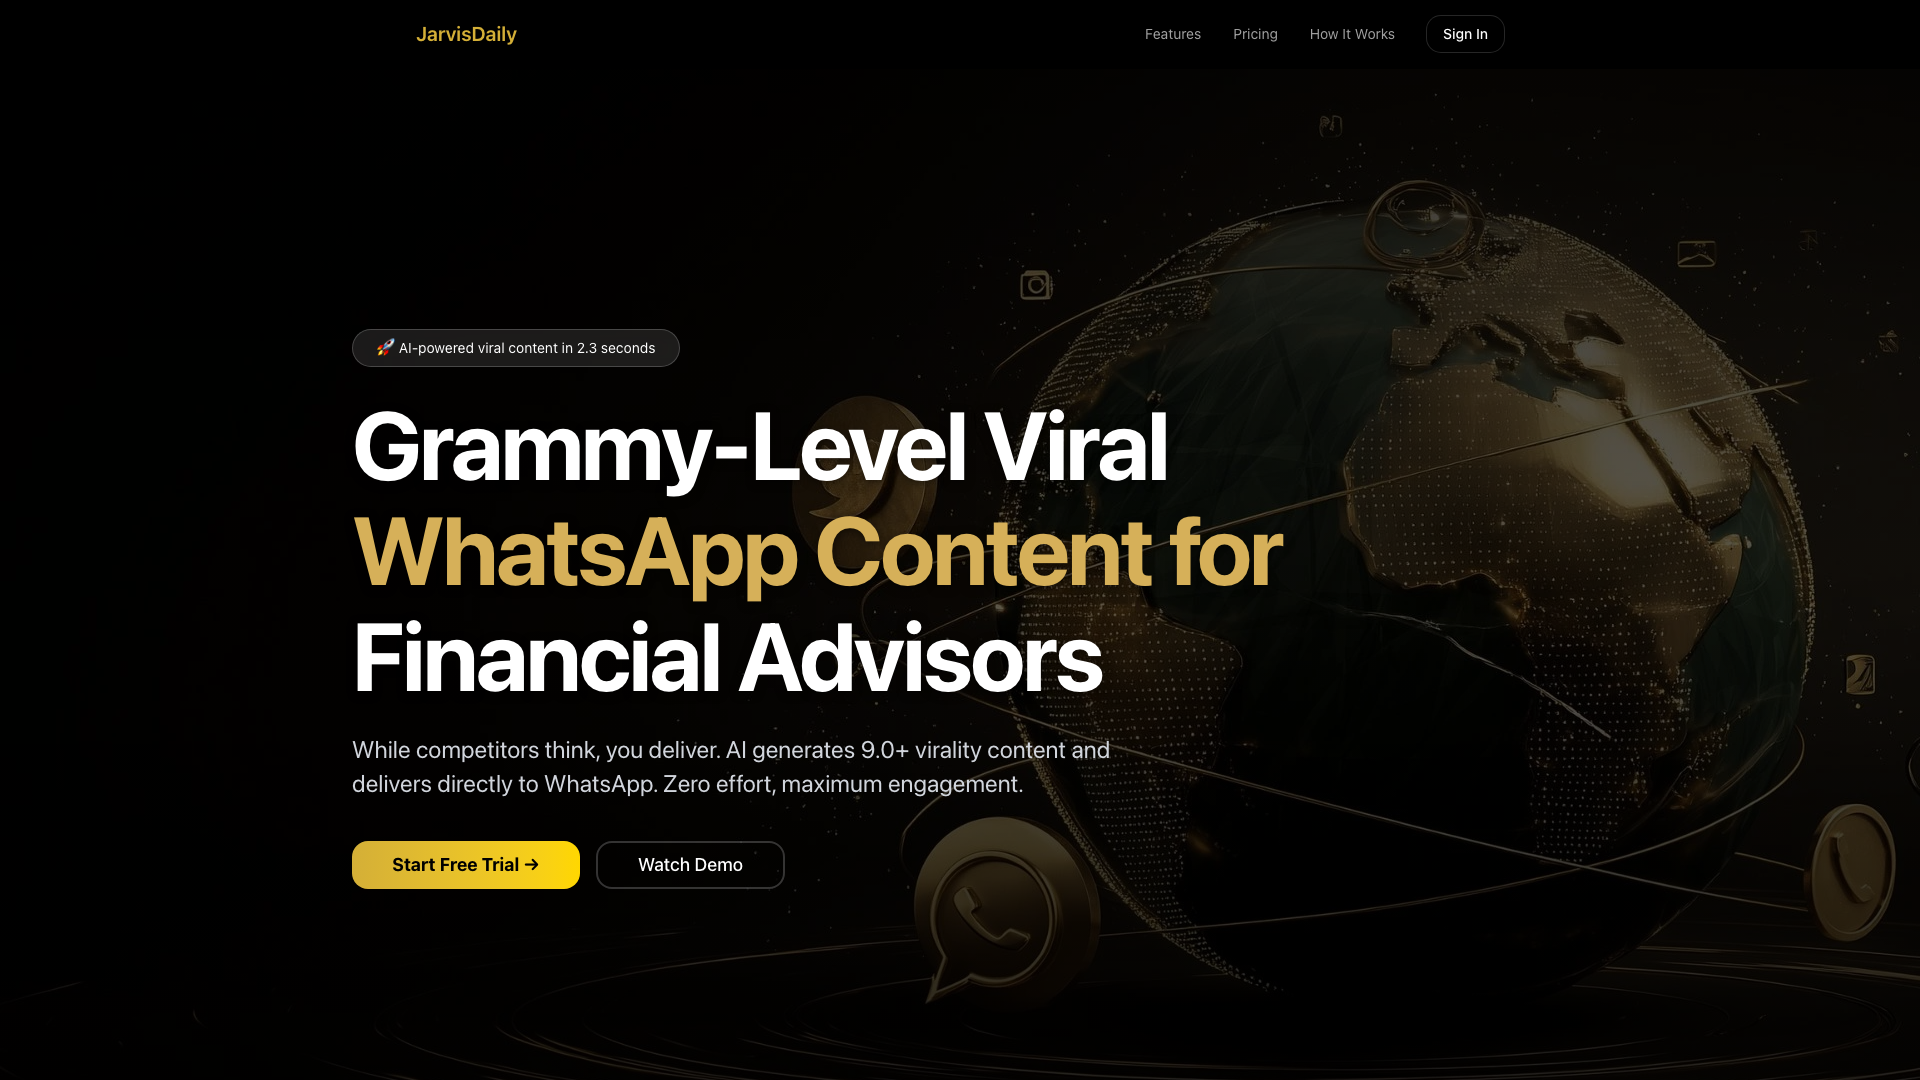 JarvisDaily
Features
Pricing
How It Works
Sign In
🚀 AI-powered viral content in 2.3 seconds
Grammy-Level Viral
WhatsApp Content for
Financial Advisors
While competitors think, you deliver. AI generates 9.0+ virality content and
delivers directly to WhatsApp. Zero effort, maximum engagement.
Start Free Trial →
Watch Demo